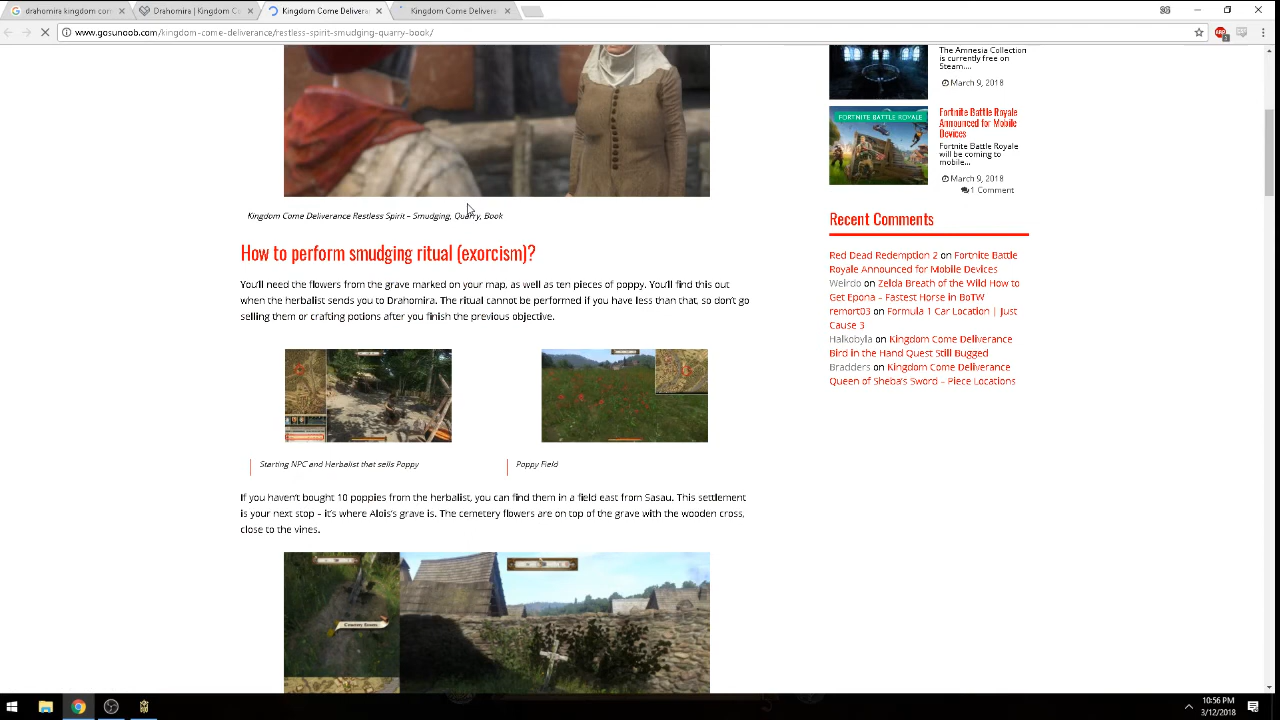 drahomira kingdom com
Drahomira | Kingdom C
Kingdom Come Deliver
Kingdom Come Delivera
www.gosunoob.com/kingdom-come-deliverance/restless-spirit-smudging-quarry-book/
The Amnesia Collection
is currently free on
Steam....
March 9, 2018
FORTNITE BATTLE ROYALE
Fortnite Battle Royale
Announced for Mobile
Devices
Fortnite Battle Royale
will be coming to
mobile...
March 9, 2018
1 Comment
Kingdom Come Deliverance Restless Spirit – Smudging, Quarry, Book
How to perform smudging ritual (exorcism)?
You'll need the flowers from the grave marked on your map, as well as ten pieces of poppy. You'll find this out
when the herbalist sends you to Drahomira. The ritual cannot be performed if you have less than that, so don't go
selling them or crafting potions after you finish the previous objective.
Starting NPC and Herbalist that sells Poppy
Poppy Field
If you haven't bought 10 poppies from the herbalist, you can find them in a field east from Sasau. This settlement
is your next stop – it's where Alois's grave is. The cemetery flowers are on top of the grave with the wooden cross,
close to the vines.
Recent Comments
Red Dead Redemption 2 on Fortnite Battle
Royale Announced for Mobile Devices
Weirdo on Zelda Breath of the Wild How to
Get Epona – Fastest Horse in BoTW
remort03 on Formula 1 Car Location | Just
Cause 3
Halkobyla on Kingdom Come Deliverance
Bird in the Hand Quest Still Bugged
Bradders on Kingdom Come Deliverance
Queen of Sheba's Sword – Piece Locations
10:56 PM
3/12/2018